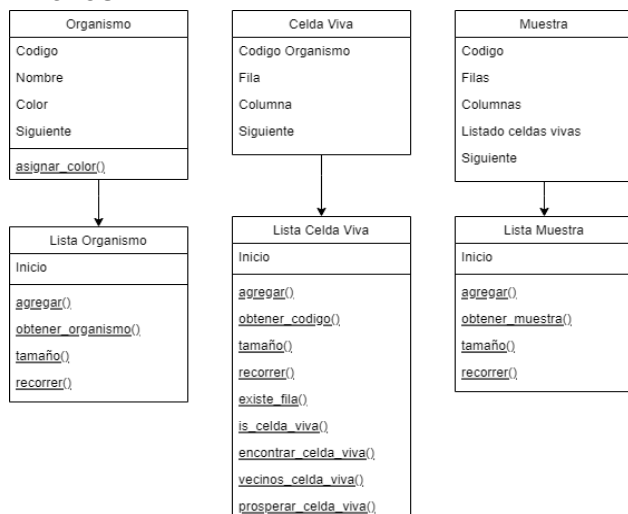 Organismo
Codigo
Nombre
Color
Siguiente
asignar_color()
Lista Organismo
Inicio
agregar()
obtener_organismo()
tamaño()
recorrer()
Celda Viva
Codigo Organismo
Fila
Columna
Siguiente
Lista Celda Viva
Inicio
agregar()
obtener_codigo()
tamaño()
recorrer()
existe_fila()
is_celda_viva()
encontrar_celda_viva()
vecinos_celda_viva()
prosperar_celda_viva()
Muestra
Codigo
Filas
Columnas
Listado celdas vivas
Siguiente
Lista Muestra
Inicio
agregar()
obtener_muestra()
tamaño()
recorrer()